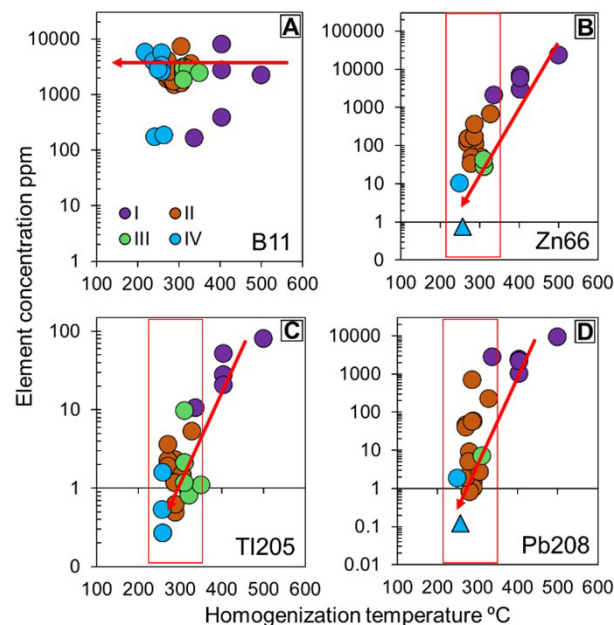 Element concentration ppm
A
10000
1000
100
10
1
I II
III IV
B11
100 200 300 400 500 600
B
100000
10000
1000
100
10
1
0
Zn66
100 200 300 400 500 600
C
100
10
1
0
Tl205
100 200 300 400 500 600
D
10000
1000
100
10
1
0.1
0.01
Pb208
100 200 300 400 500 600
Homogenization temperature ºC